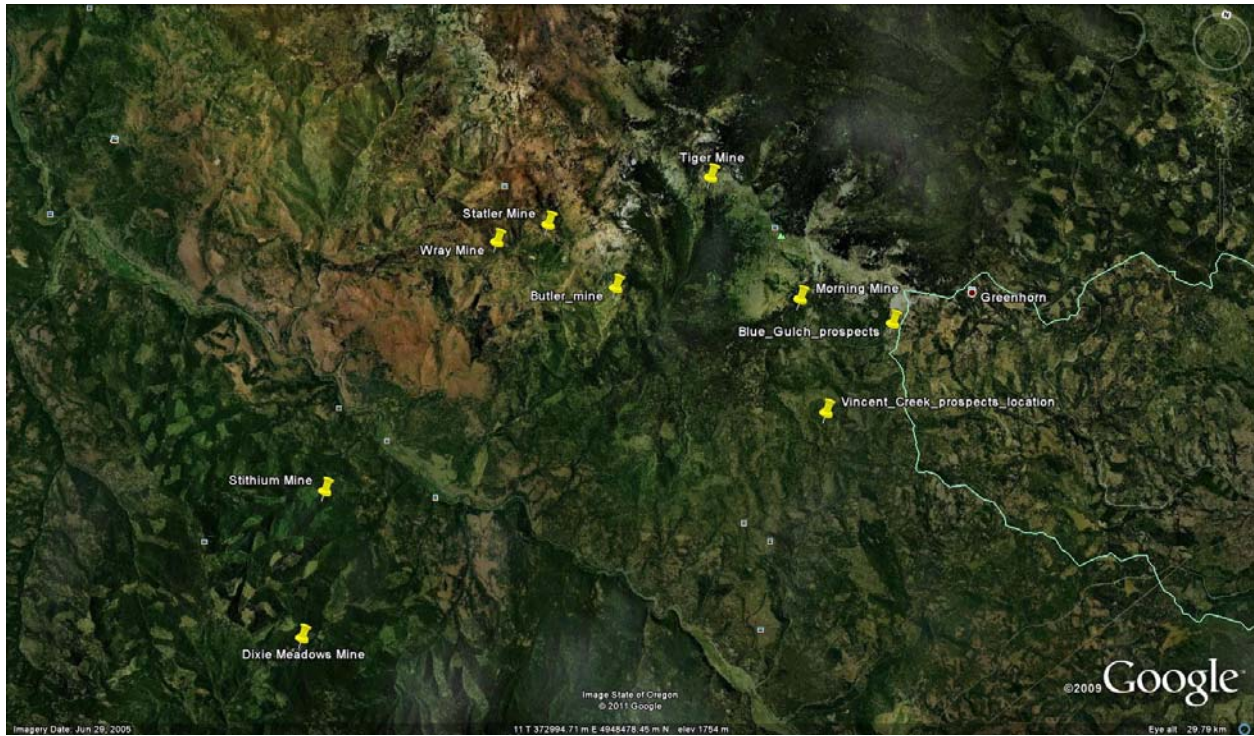 N
Tiger Mine
Statler Mine
Wray Mine
Butler_mine
Morning Mine
Greenhorn
Blue_Gulch_prospects
Vincent_Creek_prospects_location
Stithium Mine
Dixie Meadows Mine
©2009 Google
Image State of Oregon
© 2011 Google
Imagery Date: Jun 29, 2005
11 T 372994.71 m E 4948478.45 m N elev 1754 m
Eye alt 29.79 km